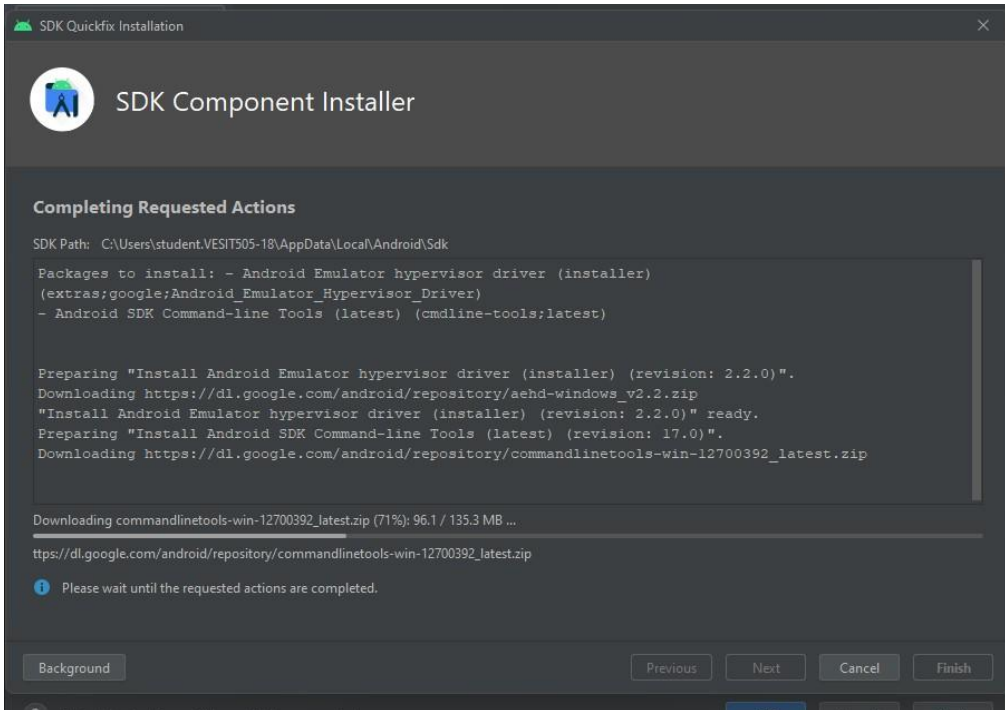 SDK Quickfix Installation
SDK Component Installer
Completing Requested Actions
SDK Path: C:\Users\student.VESIT505-18\AppData\Local\Android\Sdk
Packages to install: - Android Emulator hypervisor driver (installer)
(extras;google;Android_Emulator_Hypervisor_Driver)
- Android SDK Command-line Tools (latest) (cmdline-tools;latest)
Preparing "Install Android Emulator hypervisor driver (installer) (revision: 2.2.0)".
Downloading https://dl.google.com/android/repository/aehd-windows_v2.2.zip
"Install Android Emulator hypervisor driver (installer) (revision: 2.2.0)" ready.
Preparing "Install Android SDK Command-line Tools (latest) (revision: 17.0)".
Downloading https://dl.google.com/android/repository/commandlinetools-win-12700392_latest.zip
Downloading commandlinetools-win-12700392_latest.zip (71%): 96.1 / 135.3 MB ...
ttps://dl.google.com/android/repository/commandlinetools-win-12700392_latest.zip
Please wait until the requested actions are completed.
Background Previous Next Cancel Finish